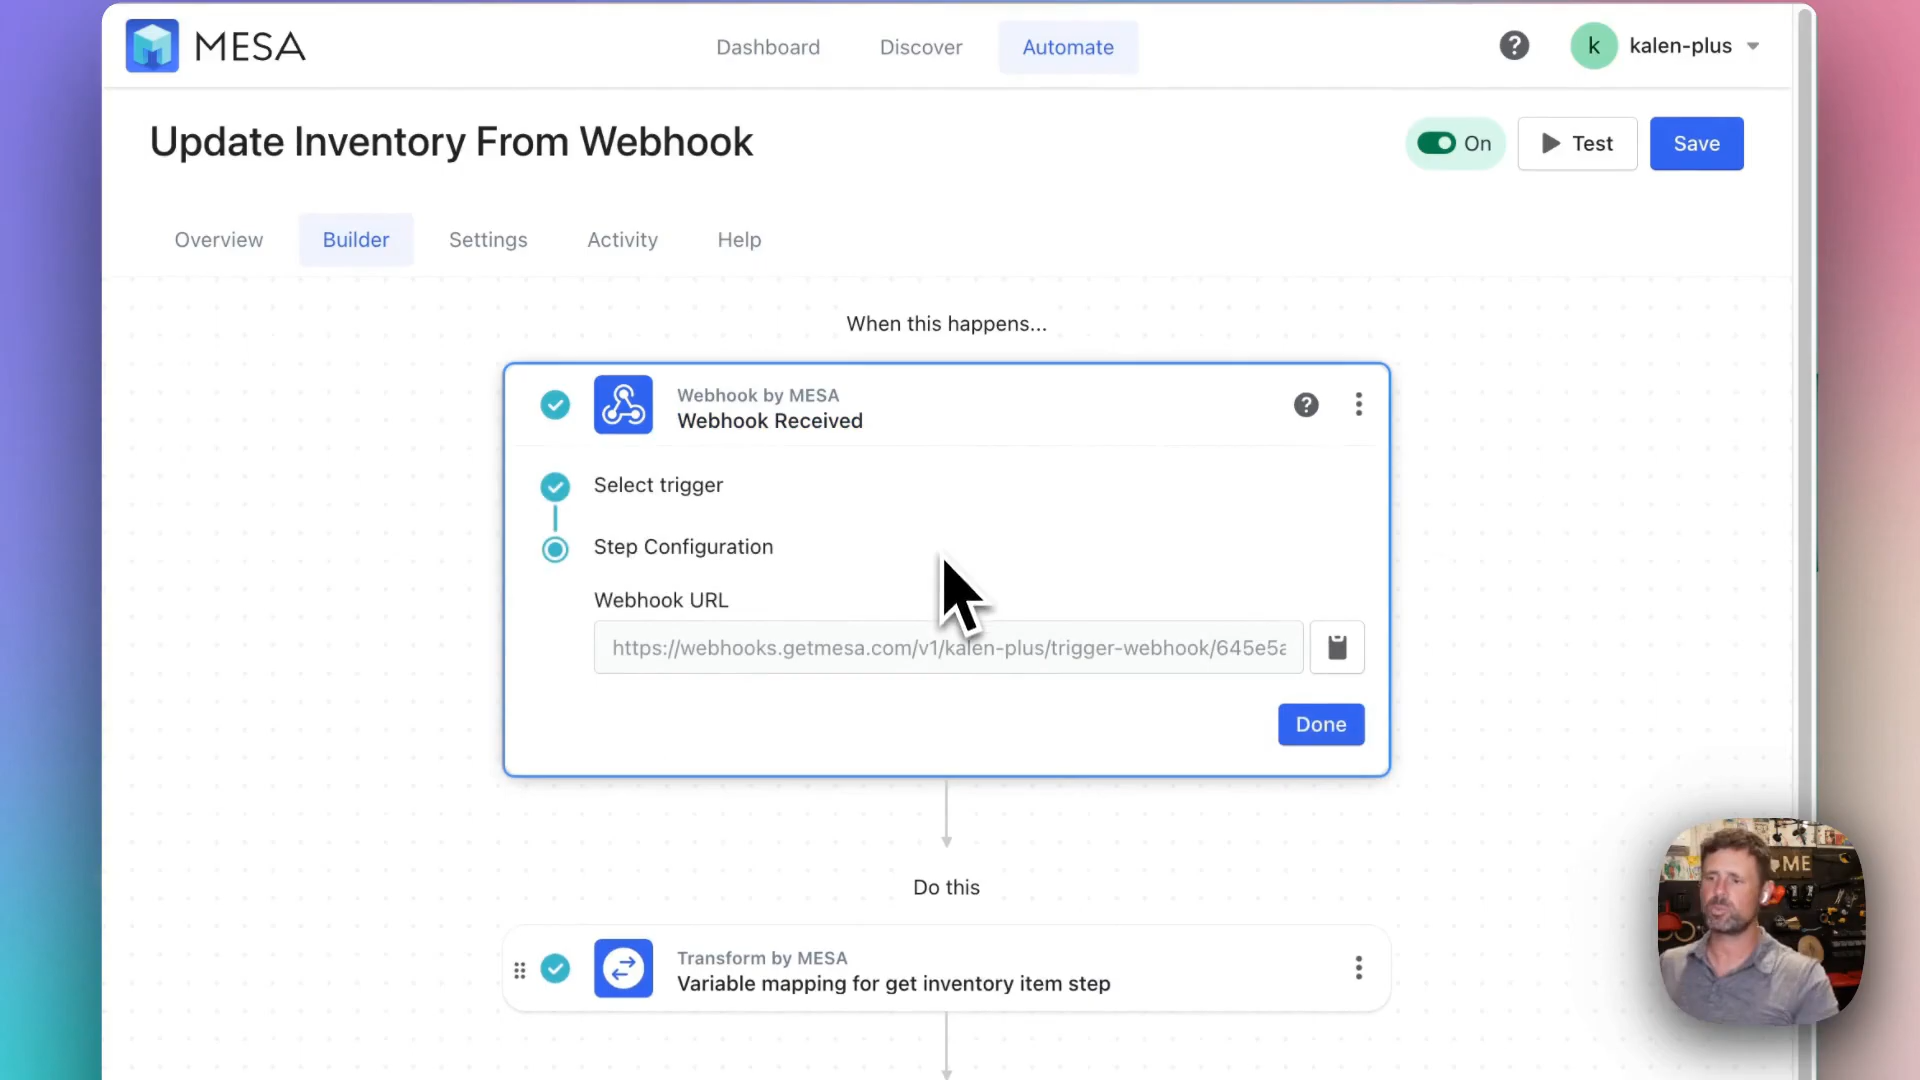 MESA
Dashboard
Discover
Automate
k
kalen-plus
Update Inventory From Webhook
On
Test
Save
Overview
Builder
Settings
Activity
Help
When this happens...
Webhook by MESA
Webhook Received
Select trigger
Step Configuration
Webhook URL
https://webhooks.getmesa.com/v1/kalen-plus/trigger-webhook/645e5a
Done
Do this
Transform by MESA
Variable mapping for get inventory item step
ME